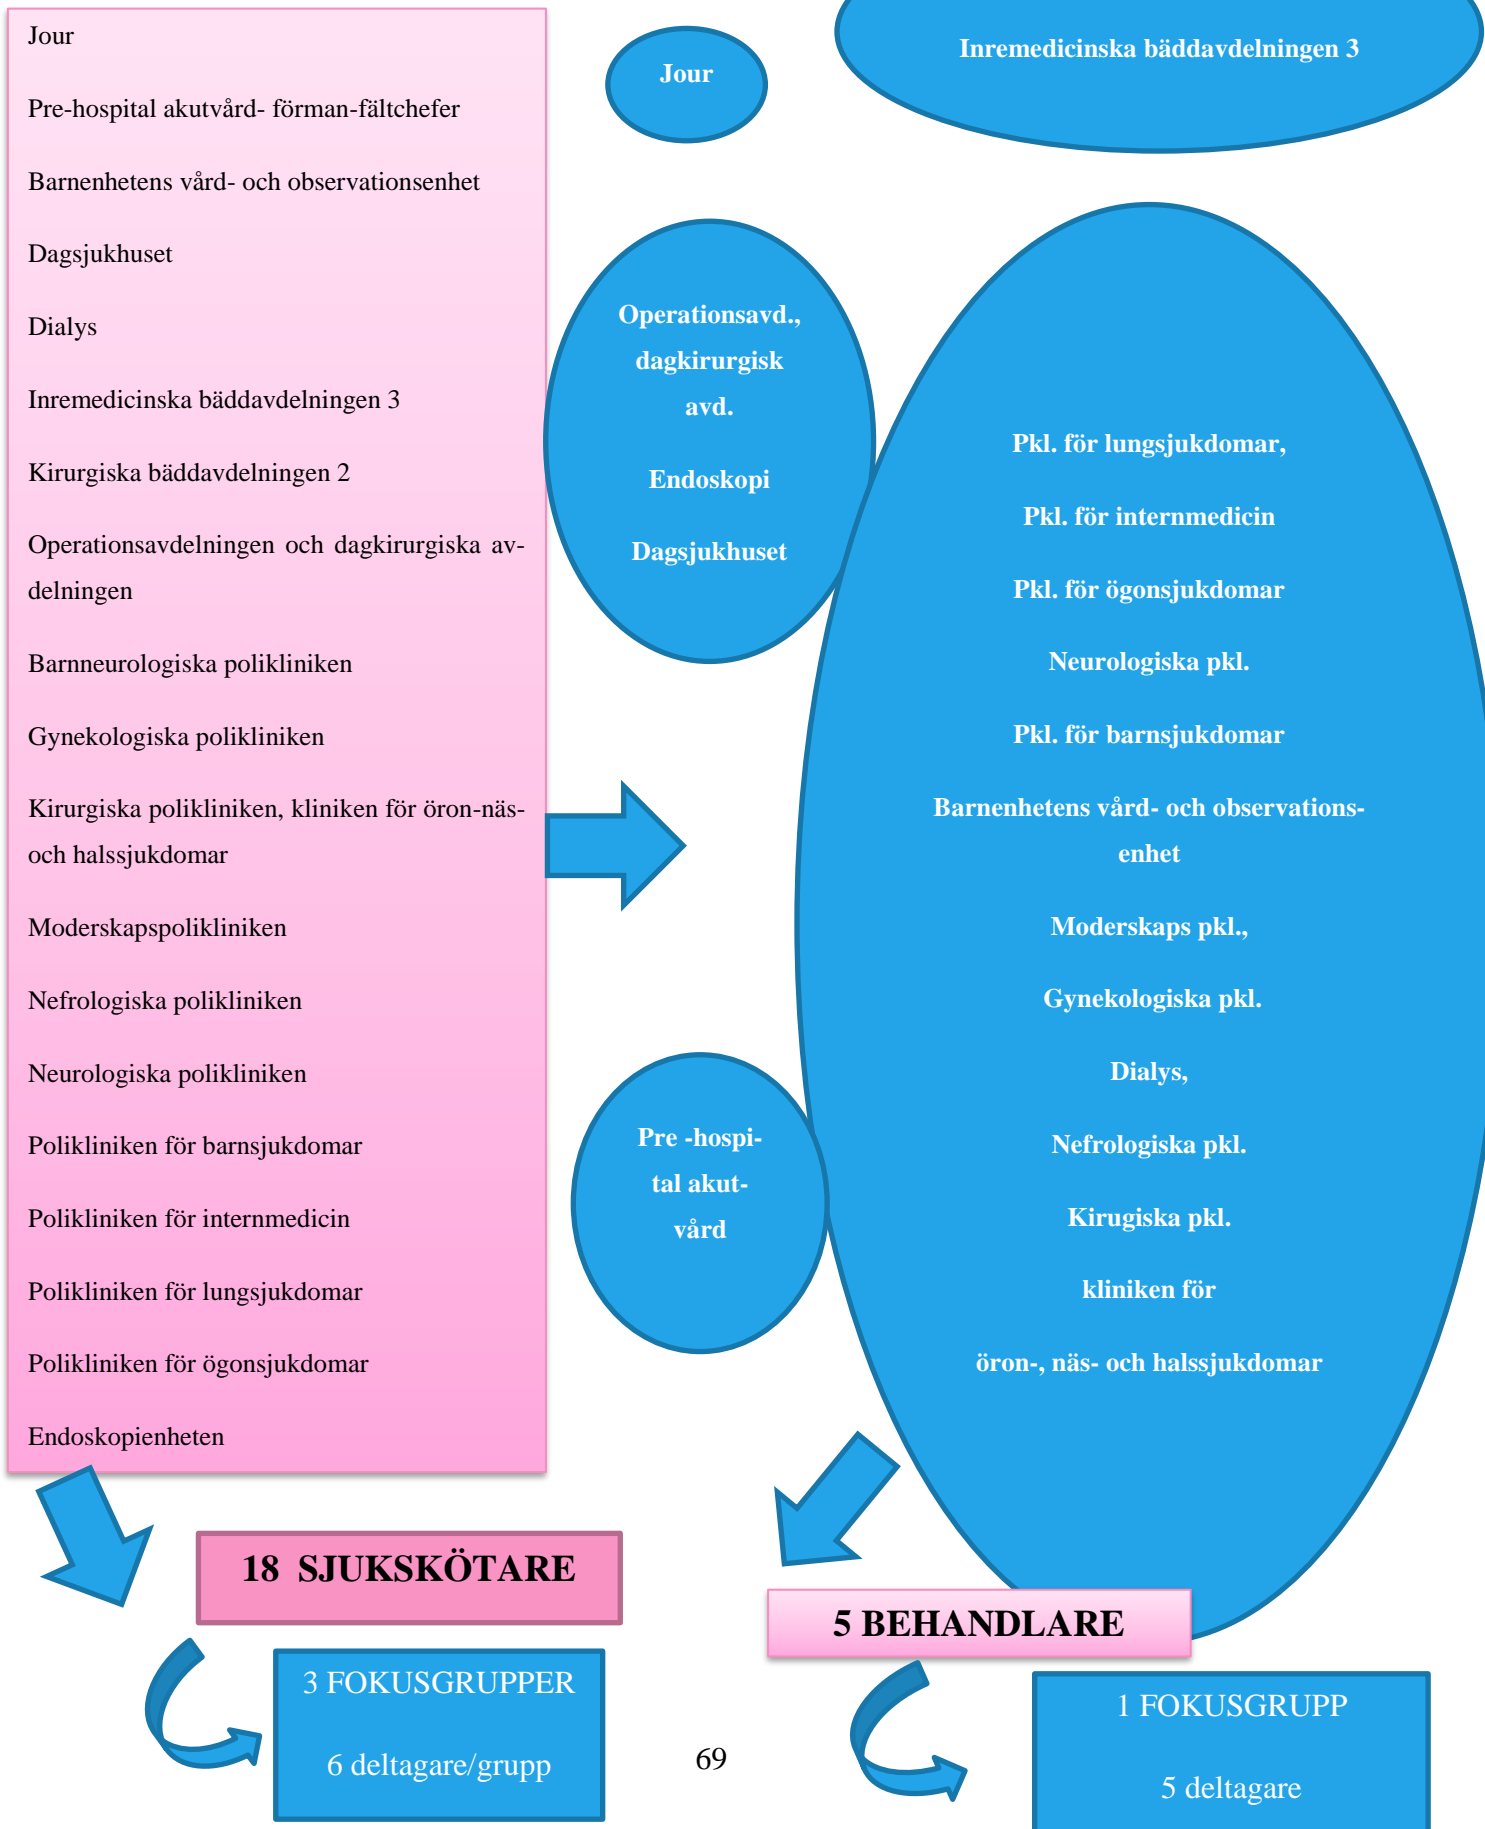 Jour
Pre-hospital akutvård- förman-fältchefer
Barnenhetens vård- och observationsenhet
Dagsjukhuset
Dialys
Inremedicinska bäddavdelningen 3
Kirurgiska bäddavdelningen 2
Operationsavdelningen och dagkirurgiska av-
delningen
Barnneurologiska polikliniken
Gynekologiska polikliniken
Kirurgiska polikliniken, kliniken för öron-näs-
och halssjukdomar
Moderskapspolikliniken
Nefrologiska polikliniken
Neurologiska polikliniken
Polikliniken för barnsjukdomar
Polikliniken för internmedicin
Polikliniken för lungsjukdomar
Polikliniken för ögonsjukdomar
Endoskopienheten
Jour
Inremedicinska bäddavdelningen 3
Operationsavd.,
dagkirurgisk
avd.
Endoskopi
Dagsjukhuset
Pkl. för lungsjukdomar,
Pkl. för internmedicin
Pkl. för ögonsjukdomar
Neurologiska pkl.
Pkl. för barnsjukdomar
Barnenhetens vård- och observations-
enhet
Moderskaps pkl.,
Gynekologiska pkl.
Dialys,
Nefrologiska pkl.
Kirugiska pkl.
kliniken för
öron-, näs- och halssjukdomar
Pre -hospi-
tal akut-
vård
18 SJUKSKÖTARE
5 BEHANDLARE
3 FOKUSGRUPPER
6 deltagare/grupp
1 FOKUSGRUPP
5 deltagare
69